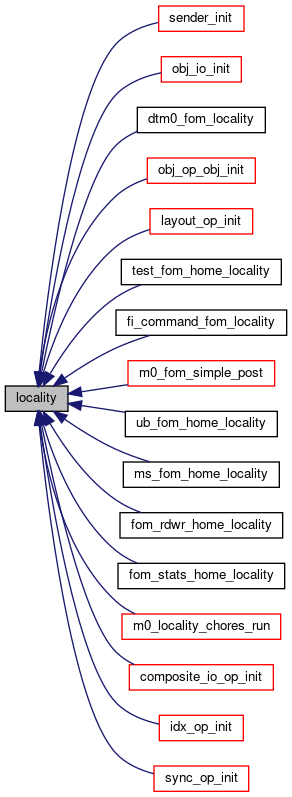 sender_init
obj_io_init
dtm0_fom_locality
obj_op_obj_init
layout_op_init
test_fom_home_locality
fi_command_fom_locality
locality
m0_fom_simple_post
ub_fom_home_locality
ms_fom_home_locality
fom_rdwr_home_locality
fom_stats_home_locality
m0_locality_chores_run
composite_io_op_init
idx_op_init
sync_op_init